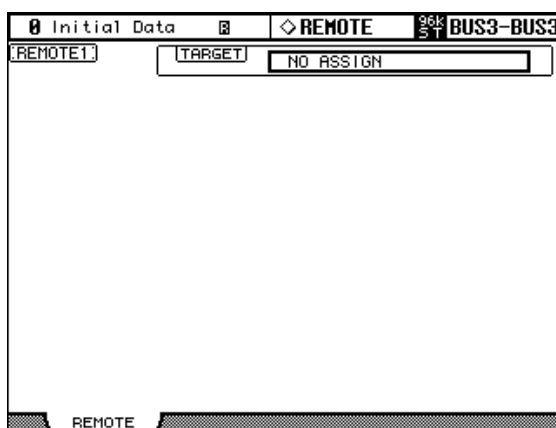 0 Initial Data R ◇REMOTE 96k ST BUS3-BUS3
REMOTE1 TARGET NO ASSIGN
REMOTE